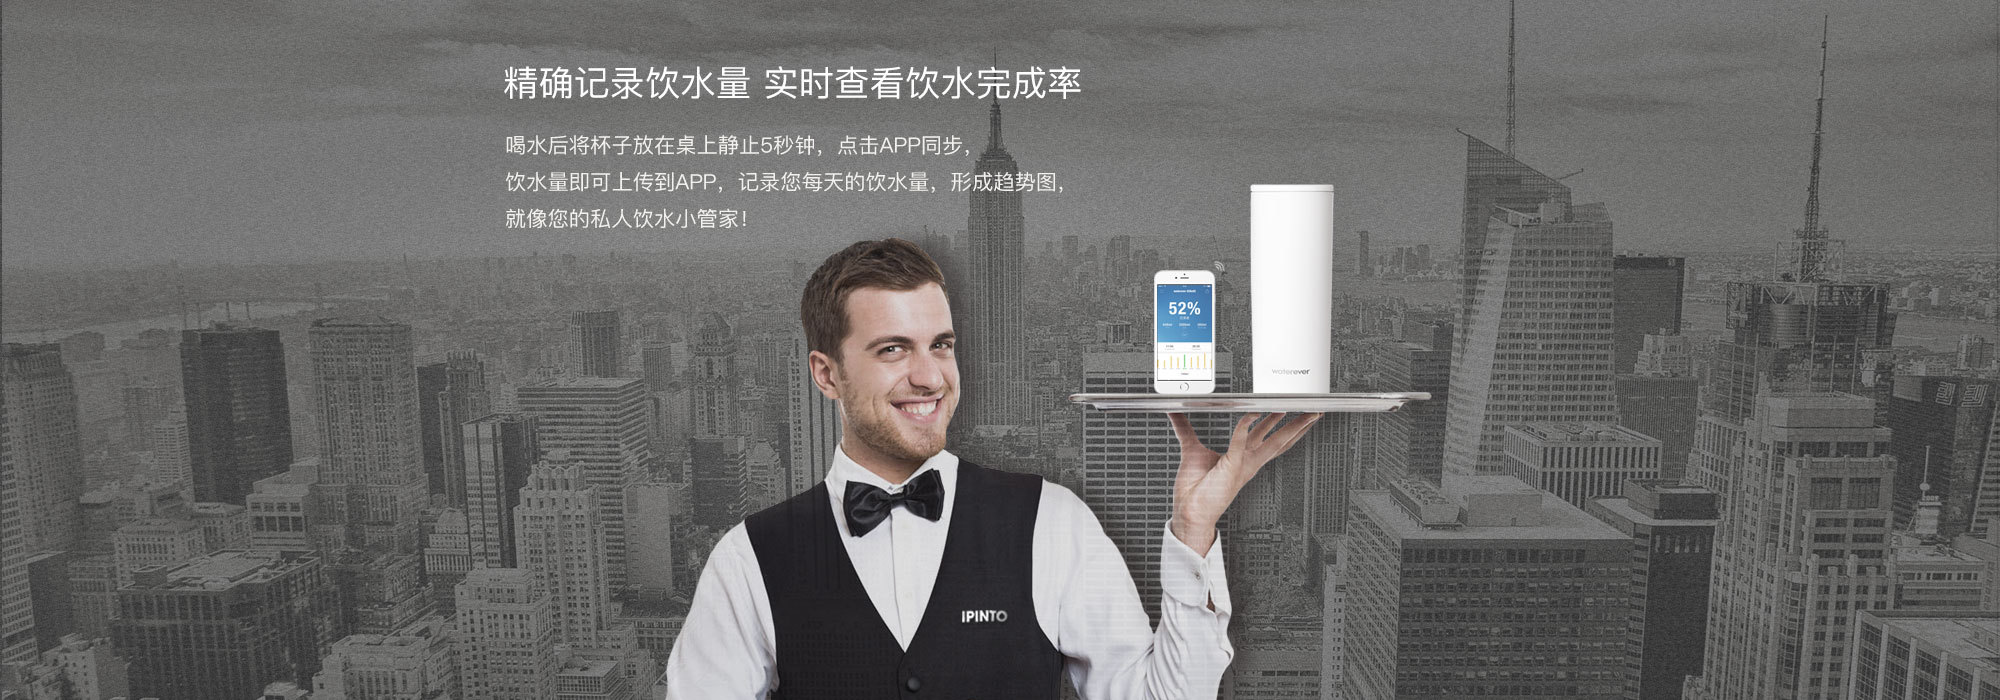 精确记录饮水量 实时查看饮水完成率
喝水后将杯子放在桌上静止5秒钟，点击APP同步，
饮水量即可上传到APP，记录您每天的饮水量，形成趋势图，
就像您的私人饮水小管家！
52%
waterever
IPINTO